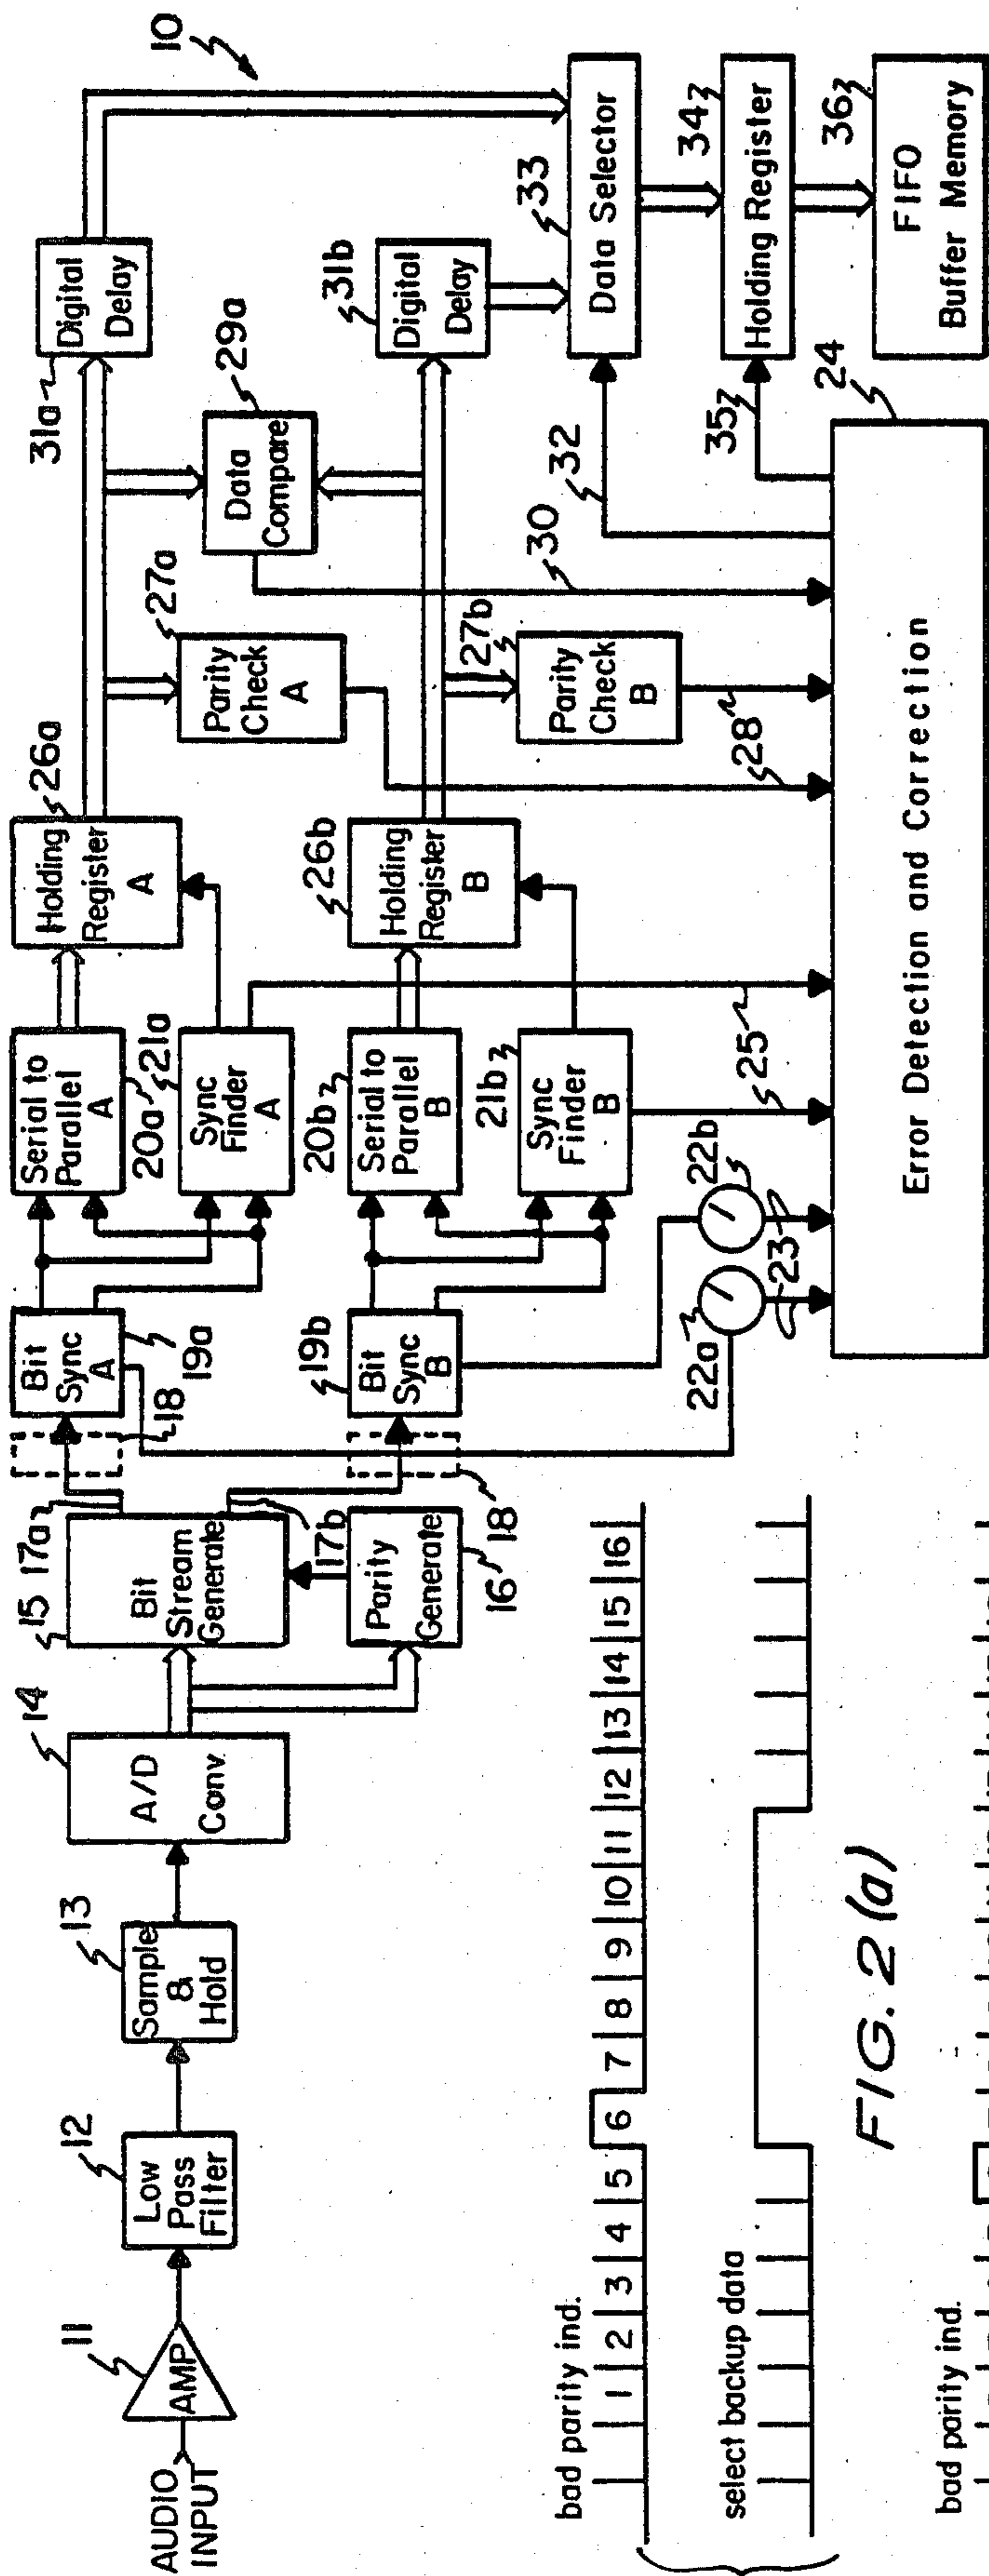 10
AUDIO
INPUT
11
AMP
12
Low
Pass
Filter
13
Sample
&
Hold
14
A/D
Conv.
15
Bit
Stream
Generate
17a
17b
Parity
Generate
16
18
18
Bit
Sync
A
19a
19b
Bit
Sync
B
Serial to
Parallel
A
20a
21a
Sync
Finder
A
20b
Serial to
Parallel
B
21b
Sync
Finder
B
22a
22b
23
25
Holding
Register
A
26a
26b
Holding
Register
B
27a
Parity
Check
A
27b
Parity
Check
B
28
29a
Data
Compare
30
31a
Digital
Delay
31b
Digital
Delay
32
33
Data Selector
34
Holding Register
35
36
FIFO
Buffer Memory
24
Error Detection and Correction
bad parity ind.
1 2 3 4 5 6 7 8 9 10 11 12 13 14 15 16
select backup data
FIG. 2 (a)
bad parity ind.